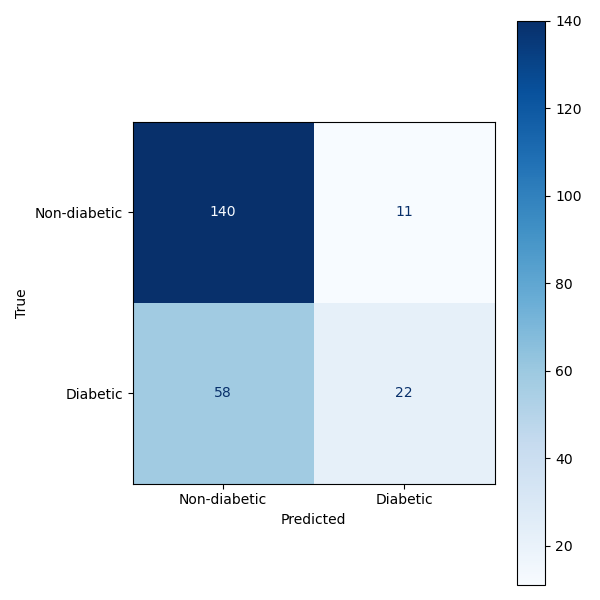 140
120
100
80
60
40
20
True
Non-diabetic
140
11
Diabetic
58
22
Non-diabetic
Diabetic
Predicted